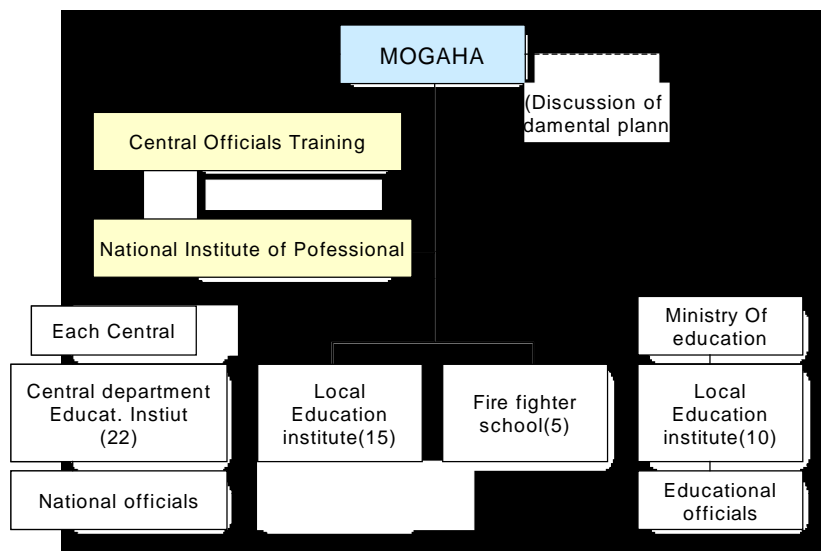 MOGAHA
(Discussion of
damental plann
Central Officials Training
National Institute of Pofessional
Each Central
Ministry Of
education
Central department
Educat. Instiut
(22)
Local
Education
institute(15)
Fire fighter
school(5)
Local
Education
institute(10)
National officials
Educational
officials